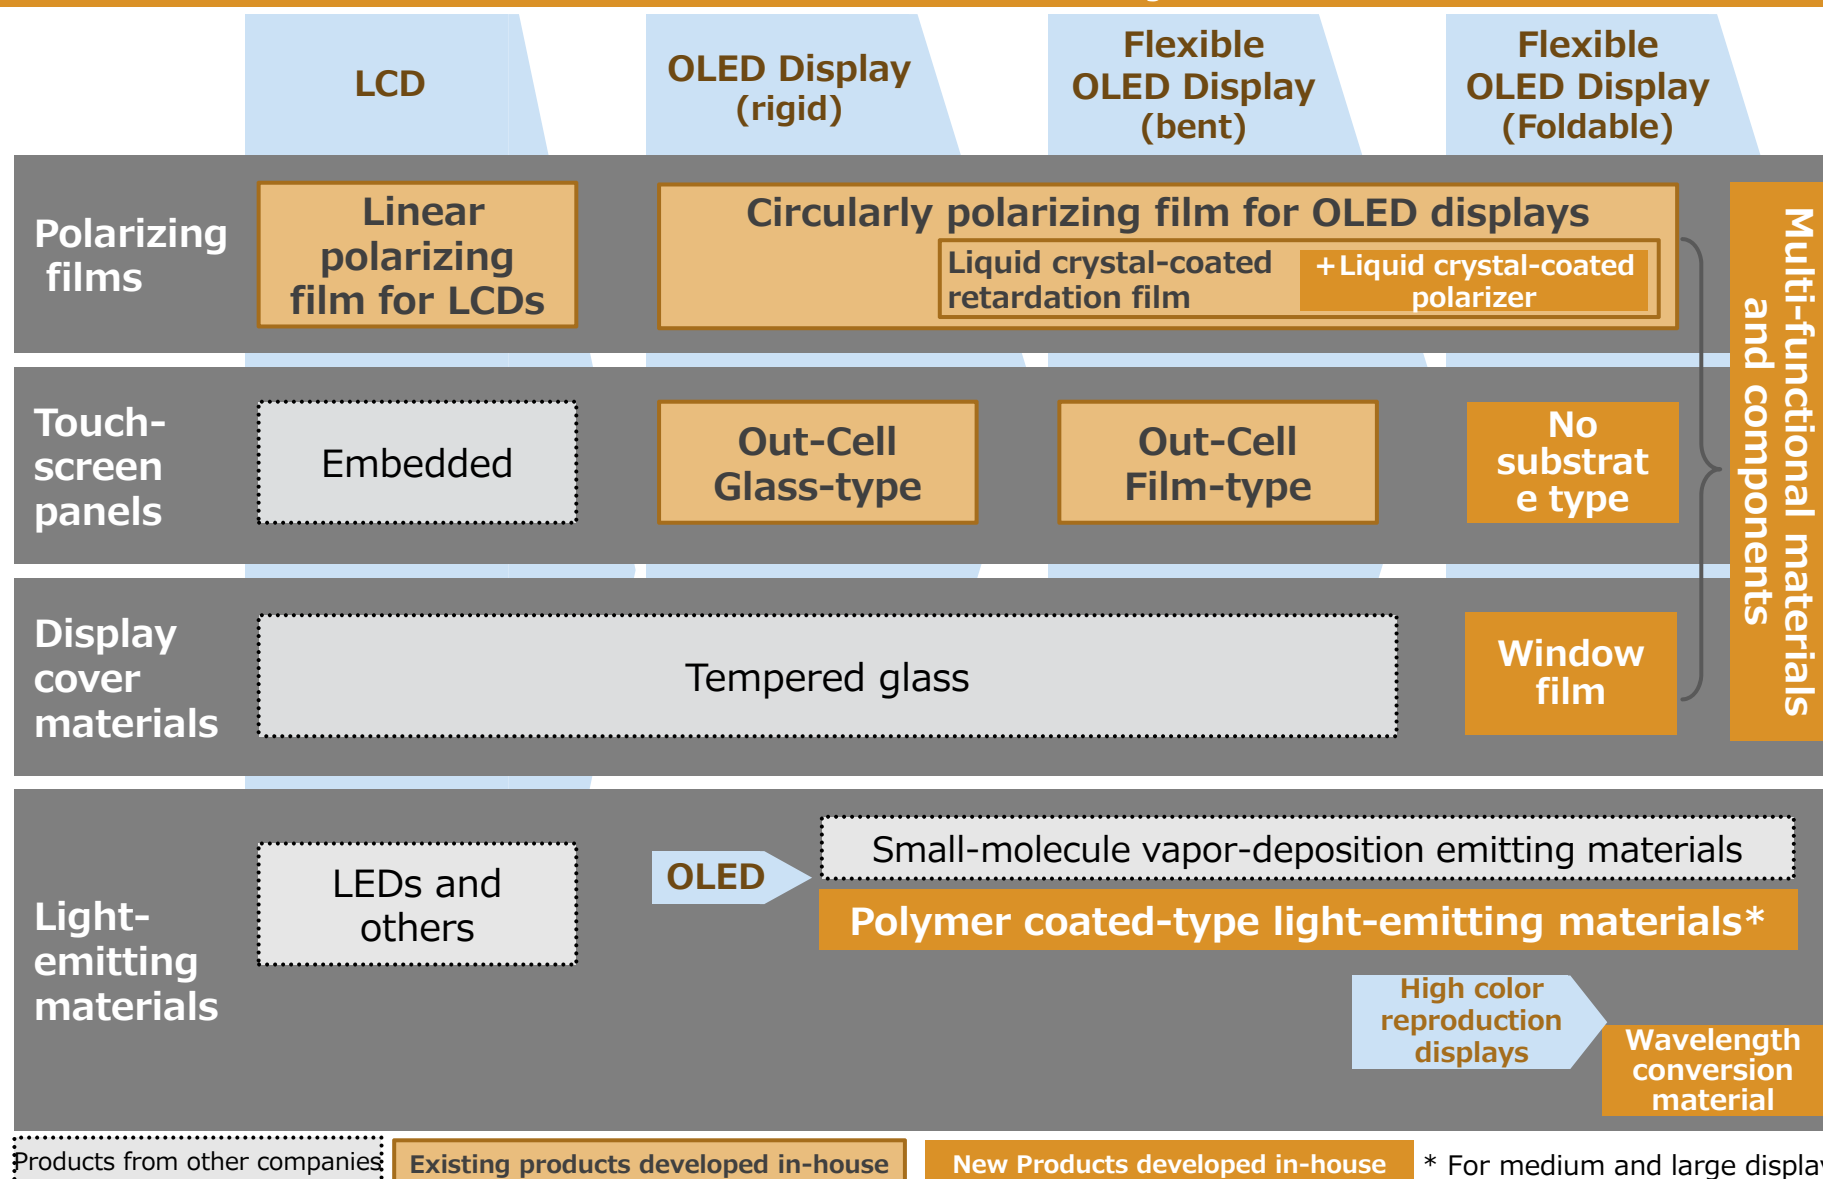 LCD
OLED Display
(rigid)
Flexible
OLED Display
(bent)
Flexible
OLED Display
(Foldable)
Polarizing
films
Linear
polarizing
film for LCDs
Circularly polarizing film for OLED displays
Liquid crystal-coated
retardation film
+Liquid crystal-coated
polarizer
Multi-functional materials
and components
Touch-
screen
panels
Embedded
Out-Cell
Glass-type
Out-Cell
Film-type
No
substrat
e type
Display
cover
materials
Tempered glass
Window
film
Light-
emitting
materials
LEDs and
others
OLED
Small-molecule vapor-deposition emitting materials
Polymer coated-type light-emitting materials*
High color
reproduction
displays
Wavelength
conversion
material
Products from other companies
Existing products developed in-house
New Products developed in-house
* For medium and large display